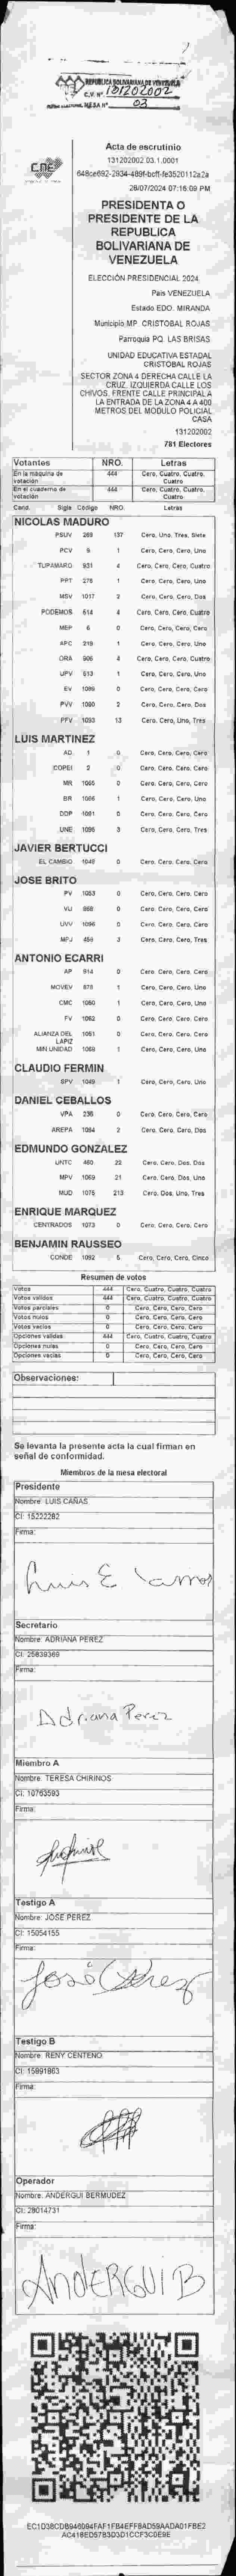 REPÚBLICA BOLIVARIANA DE VENEZUELA
C.V. Nº 131202002
MESA Nº 03
CNE
Acta de escrutinio
131202002.03.1.0001
28/07/2024 07:16:09 PM
PRESIDENTA O
PRESIDENTE DE LA
REPUBLICA
BOLIVARIANA DE
VENEZUELA
ELECCIÓN PRESIDENCIAL 2024
Pais VENEZUELA
Estado EDO. MIRANDA
Municipio MP. CRISTOBAL ROJAS
Parroquia PQ. LAS BRISAS
UNIDAD EDUCATIVA ESTADAL
CRISTOBAL ROJAS
SECTOR ZONA 4 DERECHA CALLE LA
CRUZ. IZQUIERDA CALLE LOS
CHIVOS. FRENTE CALLE PRINCIPAL A
LA ENTRADA DE LA ZONA 4 A 400
METROS DEL MODULO POLICIAL
CASA
131202002
781 Electores
Votantes NRO. Letras
En la máquina de votación 444 Cero, Cuatro, Cuatro, Cuatro
En el cuaderno de votación 444 Cero, Cuatro, Cuatro, Cuatro
Cand. Sigla Código NRO. Letras
NICOLAS MADURO
PSUV 269 137 Cero, Uno, Tres, Siete
PCV 5 1 Cero, Cero, Cero, Uno
TUPAMARO 931 4 Cero, Cero, Cero, Cuatro
PPT 278 1 Cero, Cero, Cero, Uno
MSV 1017 2 Cero, Cero, Cero, Dos
PODEMOS 514 4 Cero, Cero, Cero, Cuatro
MEP 6 0 Cero, Cero, Cero, Cero
APC 219 1 Cero, Cero, Cero, Uno
ORA 906 4 Cero, Cero, Cero, Cuatro
UPV 513 1 Cero, Cero, Cero, Uno
EV 1099 0 Cero, Cero, Cero, Cero
PVV 1090 2 Cero, Cero, Cero, Dos
PFV 1093 13 Cero, Cero, Uno, Tres
LUIS MARTINEZ
AD 1 0 Cero, Cero, Cero, Cero
COPEI 2 0 Cero, Cero, Cero, Cero
MR 1065 0 Cero, Cero, Cero, Cero
BR 1006 1 Cero, Cero, Cero, Uno
DDP 1091 0 Cero, Cero, Cero, Cero
UNE 1095 3 Cero, Cero, Cero, Tres
JAVIER BERTUCCI
EL CAMBIO 1048 0 Cero, Cero, Cero, Cero
JOSE BRITO
PV 1053 0 Cero, Cero, Cero, Cero
VU 868 0 Cero, Cero, Cero, Cero
UVV 1096 0 Cero, Cero, Cero, Cero
MPJ 456 3 Cero, Cero, Cero, Tres
ANTONIO ECARRI
AP 914 0 Cero, Cero, Cero, Cero
MOVEV 878 1 Cero, Cero, Cero, Uno
CMC 1050 1 Cero, Cero, Cero, Uno
FV 1062 0 Cero, Cero, Cero, Cero
ALIANZA DEL LAPIZ 1051 0 Cero, Cero, Cero, Cero
MIN UNIDAD 1068 1 Cero, Cero, Cero, Uno
CLAUDIO FERMIN
SPV 1049 1 Cero, Cero, Cero, Uno
DANIEL CEBALLOS
VPA 236 0 Cero, Cero, Cero, Cero
AREPA 1094 2 Cero, Cero, Cero, Dos
EDMUNDO GONZALEZ
UNTC 460 22 Cero, Cero, Dos, Dos
MPV 1069 21 Cero, Cero, Dos, Uno
MUD 1075 213 Cero, Dos, Uno, Tres
ENRIQUE MARQUEZ
CENTRADOS 1073 0 Cero, Cero, Cero, Cero
BENJAMIN RAUSSEO
CONDE 1092 5 Cero, Cero, Cero, Cinco
Resumen de votos
Votos 444 Cero, Cuatro, Cuatro, Cuatro
Votos válidos 444 Cero, Cuatro, Cuatro, Cuatro
Votos parciales 0 Cero, Cero, Cero, Cero
Votos nulos 0 Cero, Cero, Cero, Cero
Votos vacíos 0 Cero, Cero, Cero, Cero
Opciones válidas 444 Cero, Cuatro, Cuatro, Cuatro
Opciones nulas 0 Cero, Cero, Cero, Cero
Opciones vacías 0 Cero, Cero, Cero, Cero
Observaciones:
Se levanta la presente acta la cual firman en
señal de conformidad.
Miembros de la mesa electoral
Presidente
Nombre: LUIS CAÑAS
CI: 15222282
Firma:
Luis E Cañas
Secretario
Nombre: ADRIANA PEREZ
CI: 25839369
Firma:
Adriana Perez
Miembro A
Nombre: TERESA CHIRINOS
CI: 10763593
Firma:
Testigo A
Nombre: JOSE PEREZ
CI: 15054155
Firma:
José Pérez
Testigo B
Nombre: RENY CENTENO
CI: 15991863
Firma:
Operador
Nombre: ANDERGUI BERMUDEZ
CI: 28014731
Firma:
ANDERGUI B